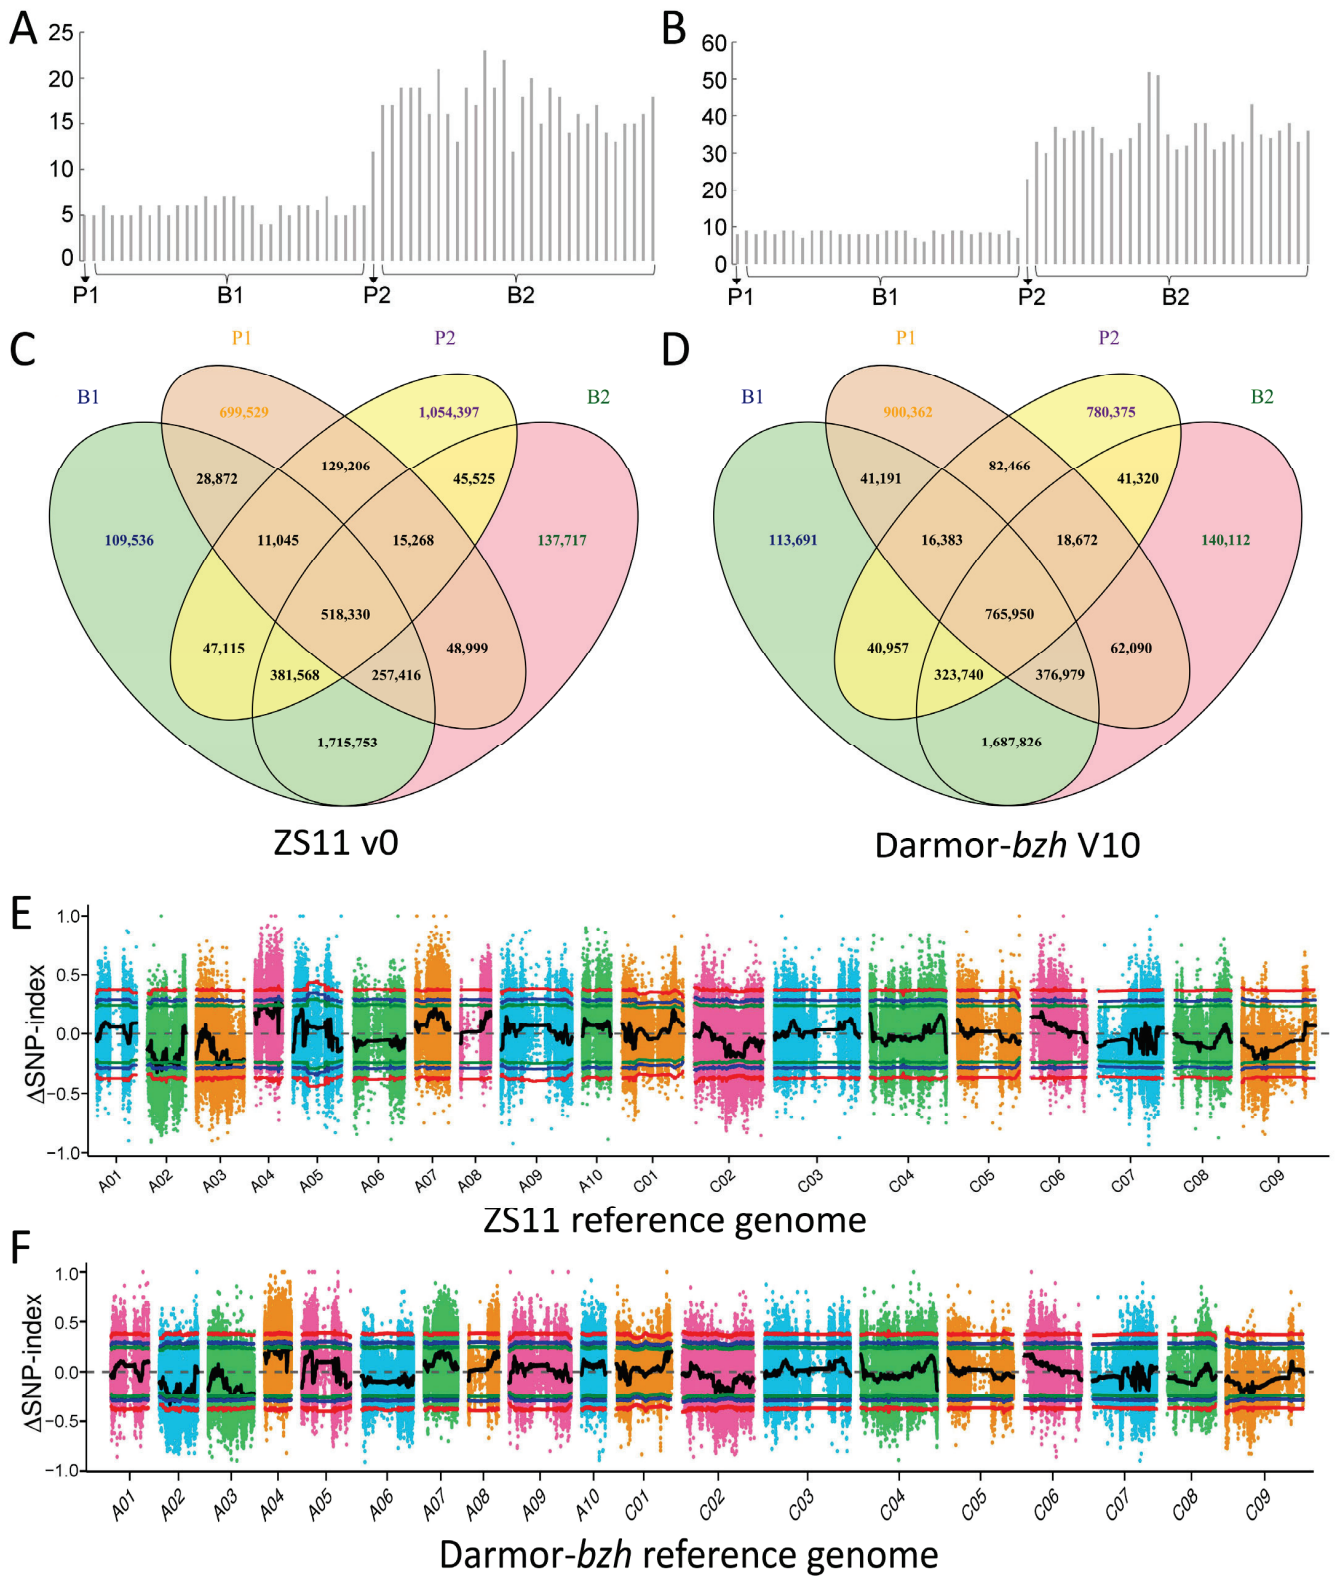 A
25
20
15
10
5
0
P1
B1
P2
B2
B
60
50
40
30
20
10
0
P1
B1
P2
B2
C
P1
P2
B1
B2
699,529
1,054,397
28,872
129,206
45,525
109,536
11,045
15,268
137,717
518,330
47,115
48,999
381,568
257,416
1,715,753
ZS11 v0
D
P1
P2
B1
B2
900,362
780,375
41,191
82,466
41,320
113,691
16,383
18,672
140,112
765,950
40,957
62,090
323,740
376,979
1,687,826
Darmor-bzh V10
E
ΔSNP-index
1.0
0.5
0.0
−0.5
−1.0
A01 A02 A03 A04 A05 A06 A07 A08 A09 A10 C01 C02 C03 C04 C05 C06 C07 C08 C09
ZS11 reference genome
F
ΔSNP-index
1.0
0.5
0.0
−0.5
−1.0
A01 A02 A03 A04 A05 A06 A07 A08 A09 A10 C01 C02 C03 C04 C05 C06 C07 C08 C09
Darmor-bzh reference genome